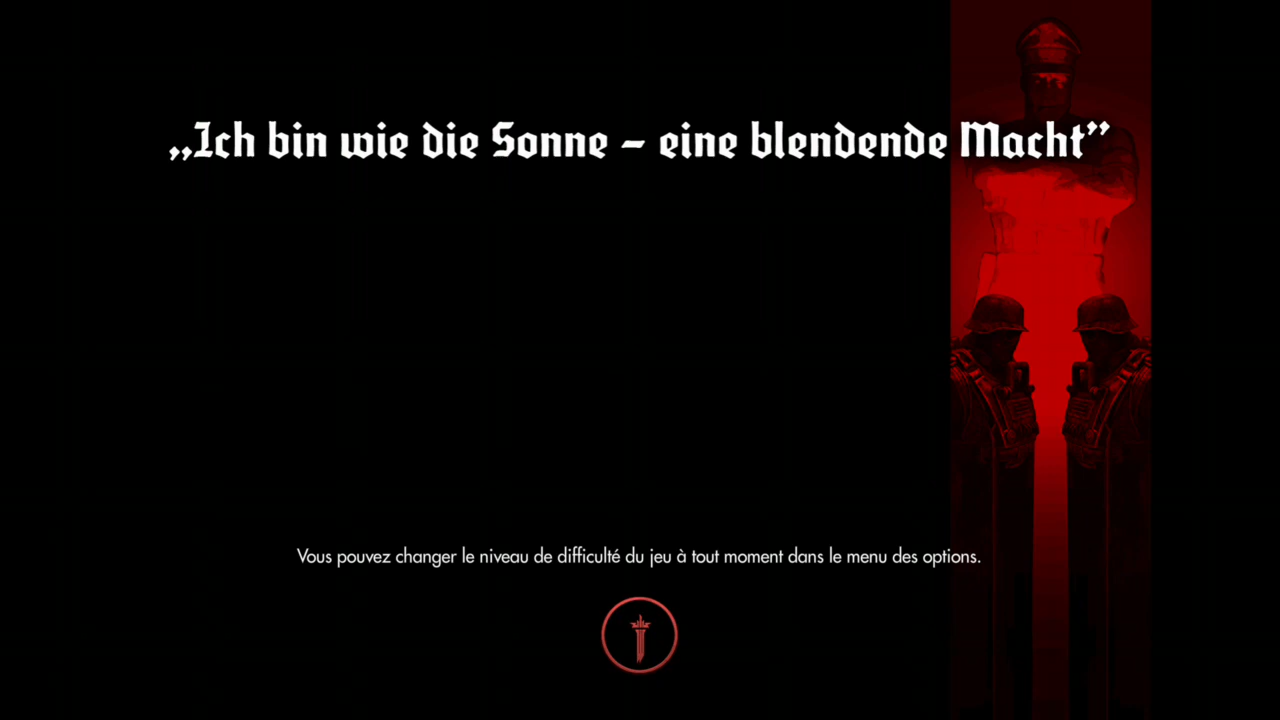 „Ich bin wie die Sonne – eine blendende Macht”
Vous pouvez changer le niveau de difficulté du jeu à tout moment dans le menu des options.